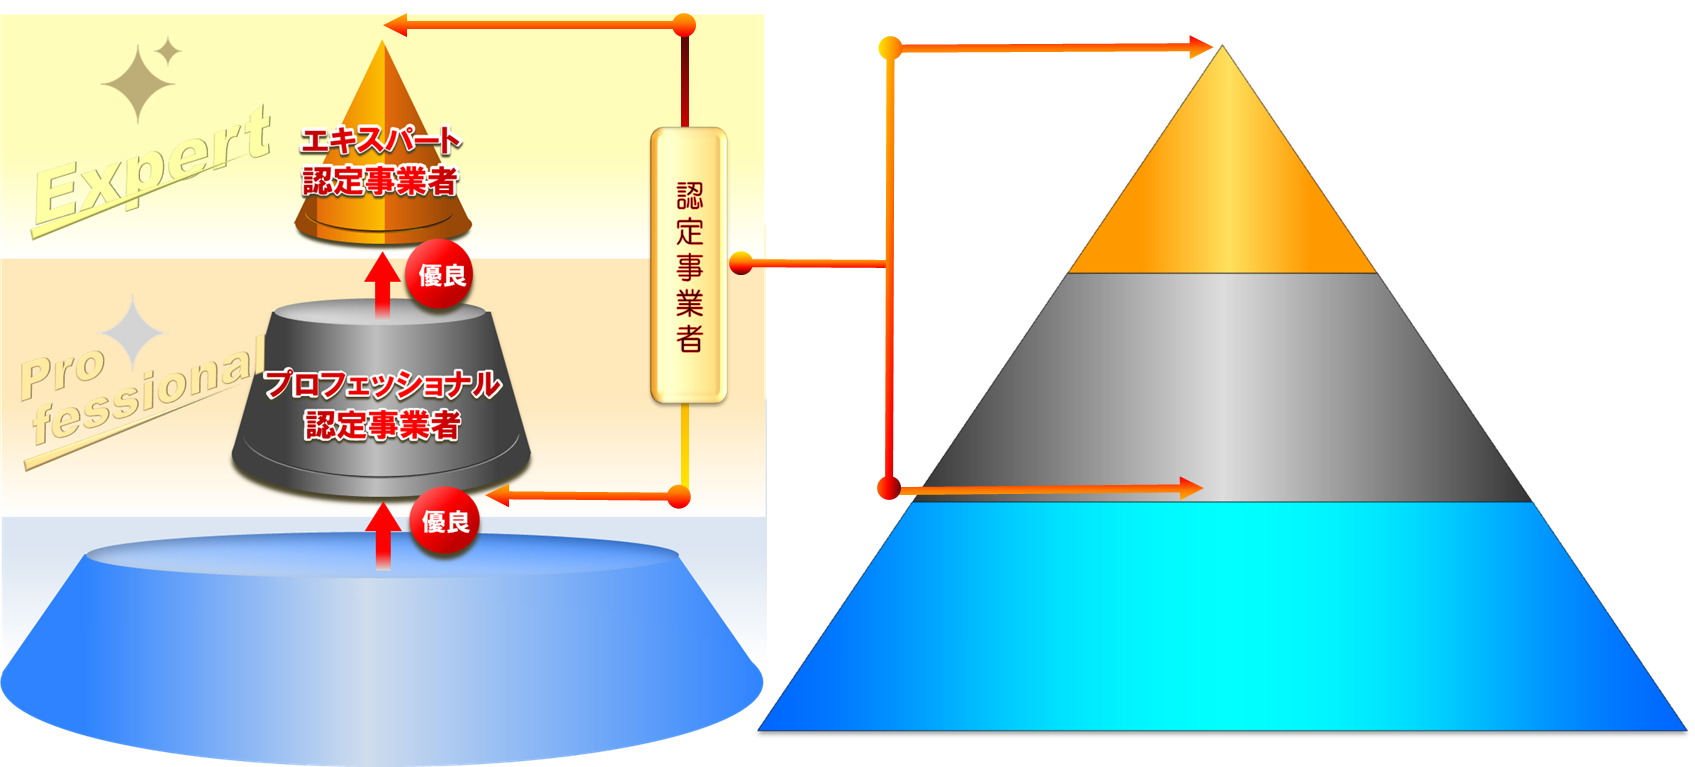 Expert
エキスパート
認定事業者
優良
認定事業者
Pro
fessional
プロフェッショナル
認定事業者
優良